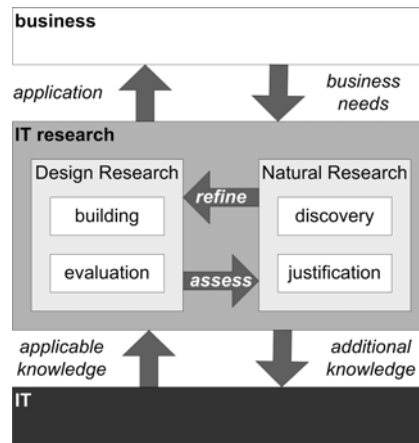 business
application
business
needs
IT research
Design Research
Natural Research
refine
building
discovery
evaluation
justification
assess
applicable
knowledge
additional
knowledge
IT